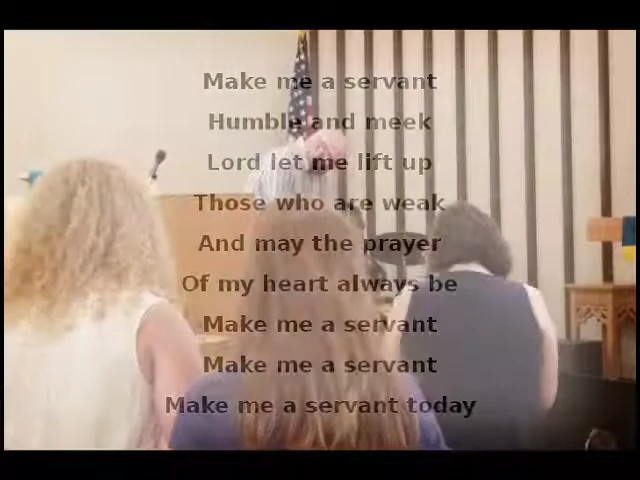 Make me a servant
Humble and meek
Lord let me lift up
Those who are weak
And may the prayer
Of my heart always be
Make me a servant
Make me a servant
Make me a servant today